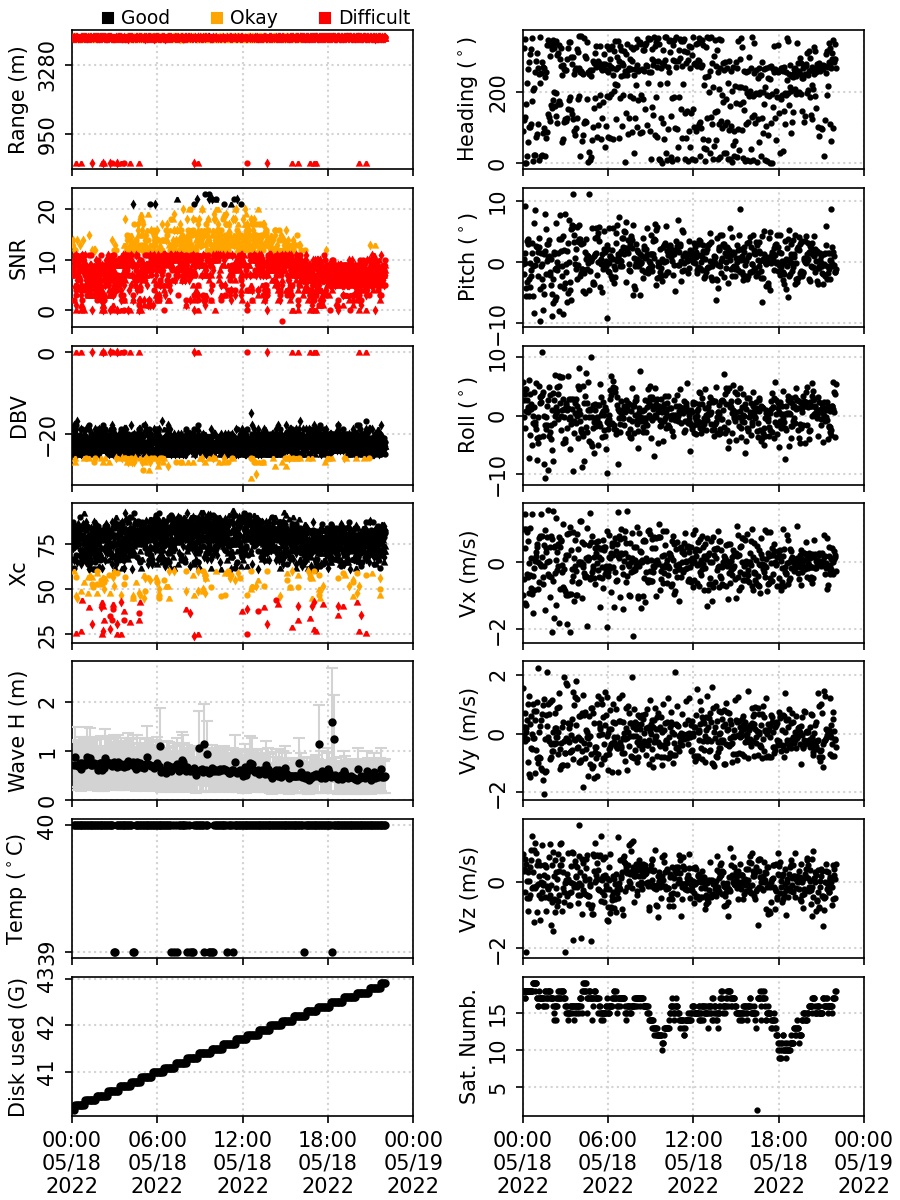 Good Okay Difficult
Range (m)
3280
950
Heading (°)
200
0
SNR
20
10
0
Pitch (°)
10
0
−10
DBV
0
−20
Roll (°)
10
0
−10
Xc
75
50
25
Vx (m/s)
0
−2
Wave H (m)
2
1
0
Vy (m/s)
2
0
−2
Temp (°C)
40
39
Vz (m/s)
0
−2
Disk used (G)
43
42
41
Sat. Numb.
15
10
5
00:00 06:00 12:00 18:00 00:00
05/18 05/18 05/18 05/18 05/19
2022 2022 2022 2022 2022
00:00 06:00 12:00 18:00 00:00
05/18 05/18 05/18 05/18 05/19
2022 2022 2022 2022 2022